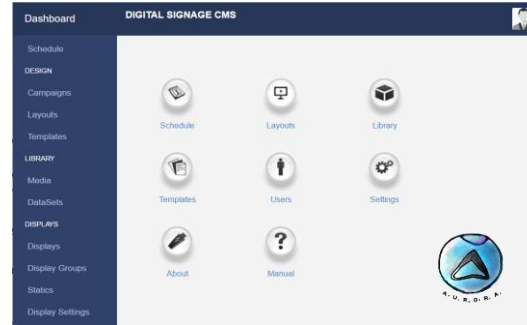 Dashboard
DIGITAL SIGNAGE CMS
Schedule
DESIGN
Campaigns
Layouts
Templates
LIBRARY
Media
DataSets
DISPLAYS
Displays
Display Groups
Statics
Display Settings
Schedule Layouts Library
Templates Users Settings
About Manual
A. U. R. O. R. A.